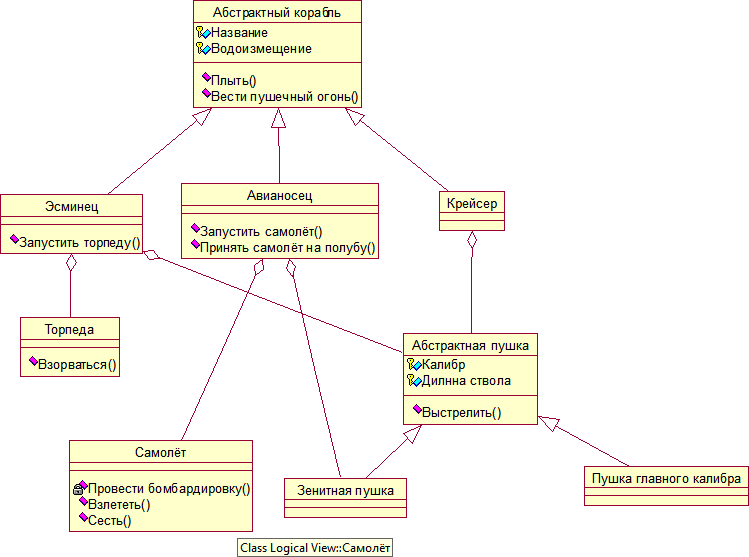 Абстрактный корабль
Название
Водоизмещение
Плыть()
Вести пушечный огонь()
Эсминец
Запустить торпеду()
Авианосец
Запустить самолёт()
Принять самолёт на полубу()
Крейсер
Торпеда
Взорваться()
Абстрактная пушка
Калибр
Дилнна ствола
Выстрелить()
Самолёт
Провести бомбардировку()
Взлететь()
Сесть()
Зенитная пушка
Пушка главного калибра
Class Logical View::Самолёт